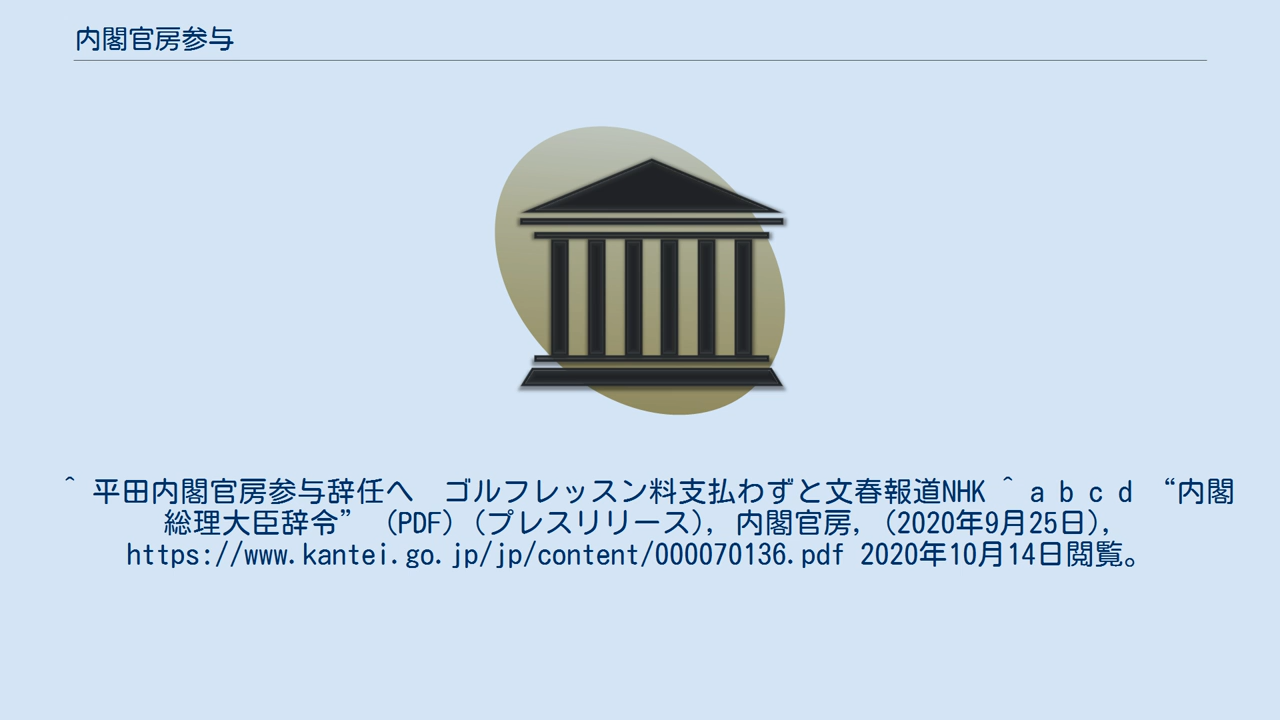 内閣官房参与
^ 平田内閣官房参与辞任へ　ゴルフレッスン料支払わずと文春報道NHK ^ a b c d “内閣
総理大臣辞令” (PDF)（プレスリリース）, 内閣官房,（2020年9月25日）,
https://www.kantei.go.jp/jp/content/000070136.pdf 2020年10月14日閲覧。